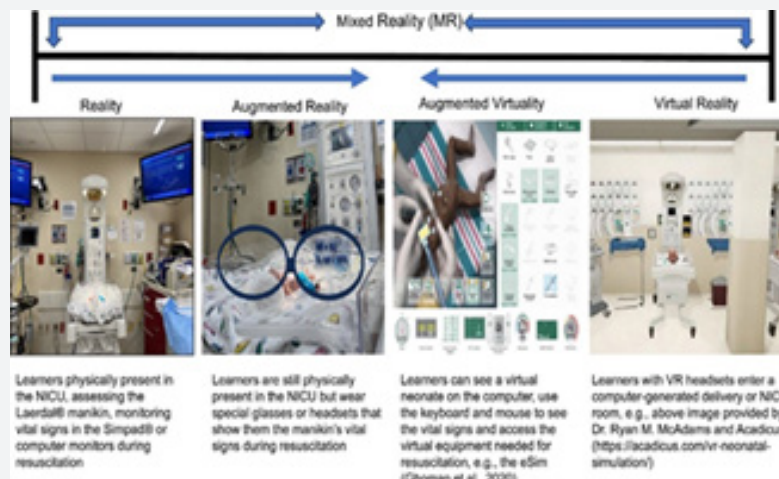 Mixed Reality (MR)
Reality
Augmented Reality
Augmented Virtuality
Virtual Reality
Learners physically present in
the NICU, assessing the
Laerdal® manikin, monitoring
vital signs in the Simpad® or
computer monitors during
resuscitation
Learners are still physically
present in the NICU but wear
special glasses or headsets that
show them the manikin's vital
signs during resuscitation
Learners can see a virtual
neonate on the computer, use
the keyboard and mouse to see
the vital signs and access the
virtual equipment needed for
resuscitation, e.g., the eSim
2020)
Learners with VR headsets enter a
computer-generated delivery or NIC
room, e.g., above image provided b
Dr. Ryan M. McAdams and Acadicu
(https://acadicus.com/vr-neonatal-
simulation/)